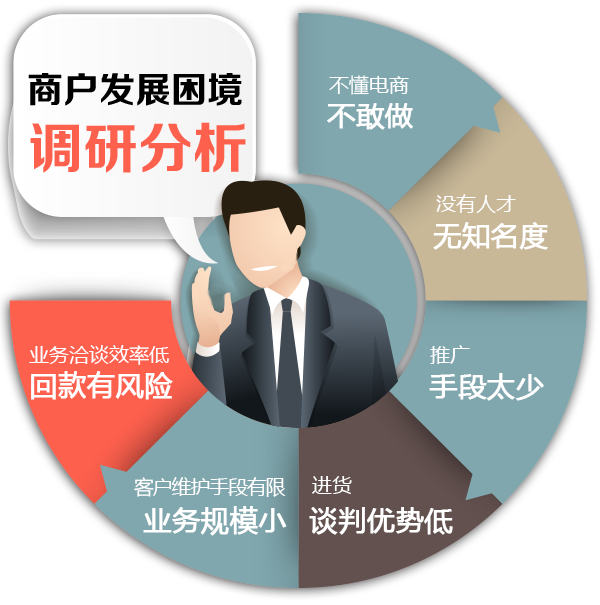 商户发展困境
调研分析
不懂电商
不敢做
没有人才
无知名度
推广
手段太少
进货
谈判优势低
客户维护手段有限
业务规模小
业务洽谈效率低
回款有风险